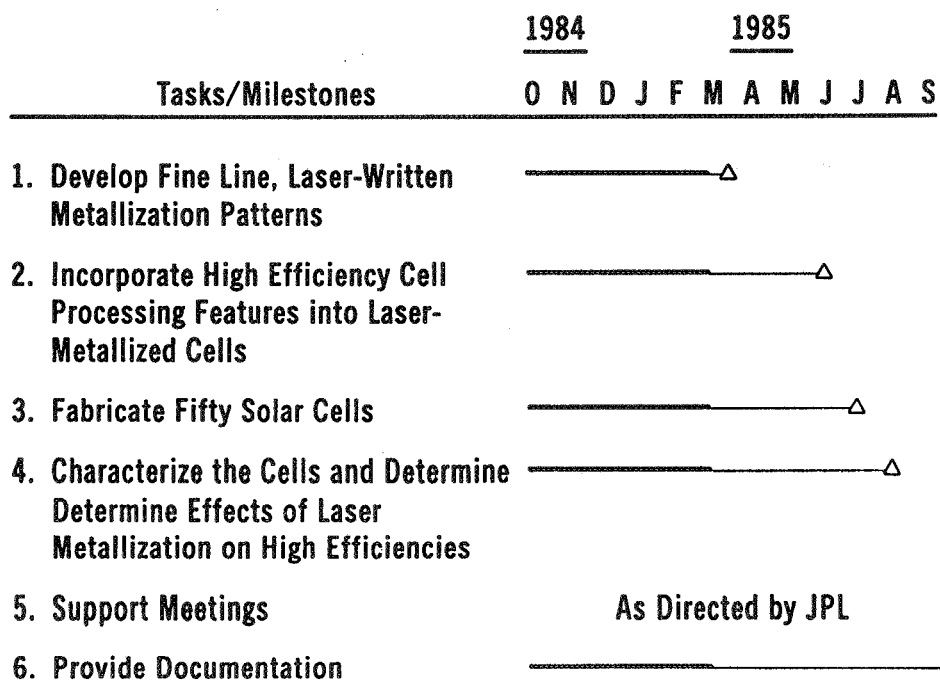 1984 1985
Tasks/Milestones O N D J F M A M J J A S
1. Develop Fine Line, Laser-Written
Metallization Patterns
2. Incorporate High Efficiency Cell
Processing Features into Laser-
Metallized Cells
3. Fabricate Fifty Solar Cells
4. Characterize the Cells and Determine
Determine Effects of Laser
Metallization on High Efficiencies
5. Support Meetings As Directed by JPL
6. Provide Documentation